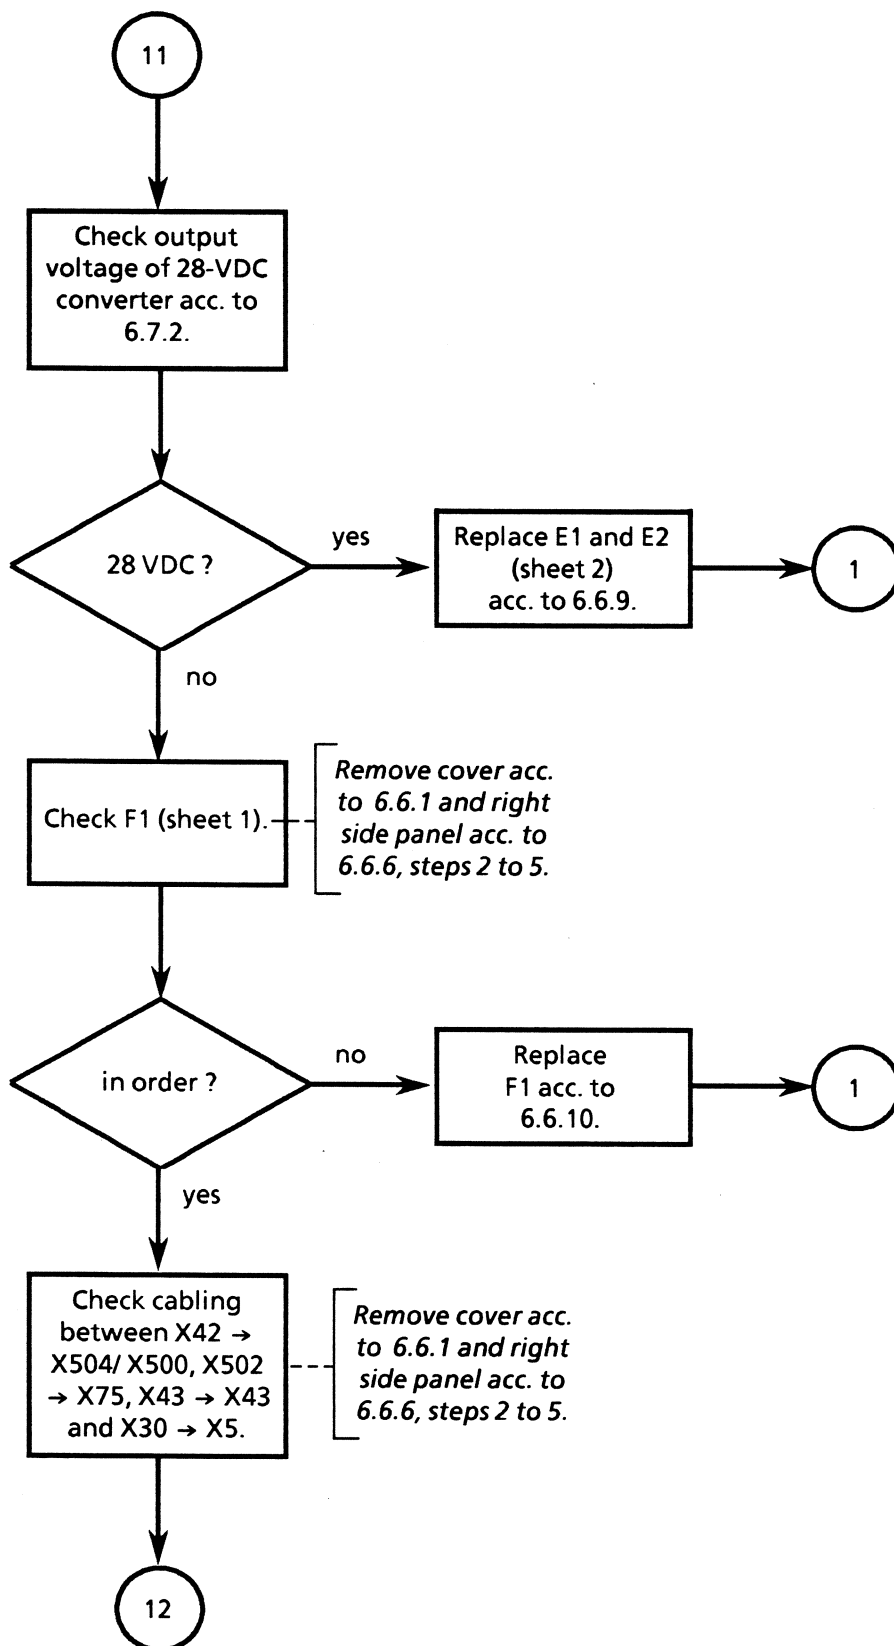 11
Check output
voltage of 28-VDC
converter acc. to
6.7.2.
28 VDC ?
yes
Replace E1 and E2
(sheet 2)
acc. to 6.6.9.
1
no
Check F1 (sheet 1).
Remove cover acc.
to 6.6.1 and right
side panel acc. to
6.6.6, steps 2 to 5.
in order ?
no
Replace
F1 acc. to
6.6.10.
1
yes
Check cabling
between X42 →
X504/ X500, X502
→ X75, X43 → X43
and X30 → X5.
Remove cover acc.
to 6.6.1 and right
side panel acc. to
6.6.6, steps 2 to 5.
12